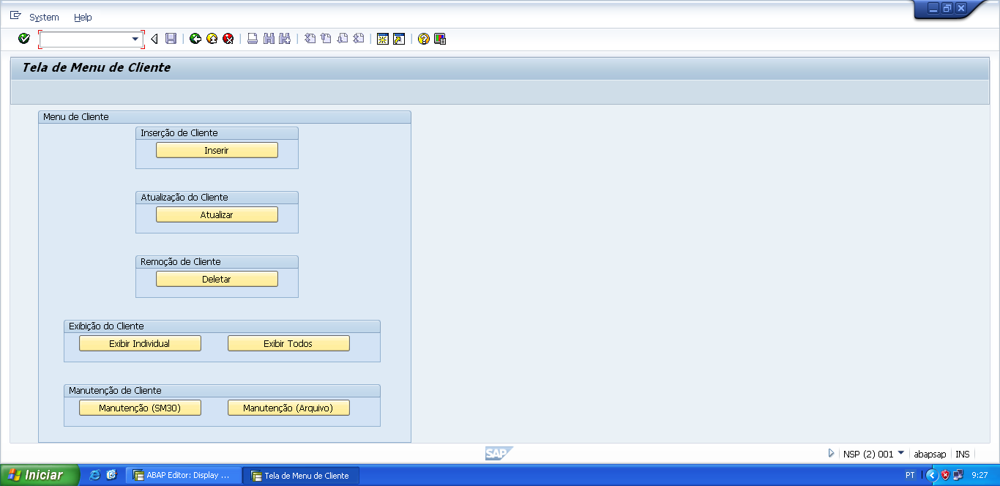 System Help
Tela de Menu de Cliente
Menu de Cliente
Inserção de Cliente
Inserir
Atualização do Cliente
Atualizar
Remoção de Cliente
Deletar
Exibição do Cliente
Exibir Individual Exibir Todos
Manutenção de Cliente
Manutenção (SM30) Manutenção (Arquivo)
SAP
NSP (2) 001 abapsap INS
Iniciar ABAP Editor: Display ... Tela de Menu de Cliente PT 9:27